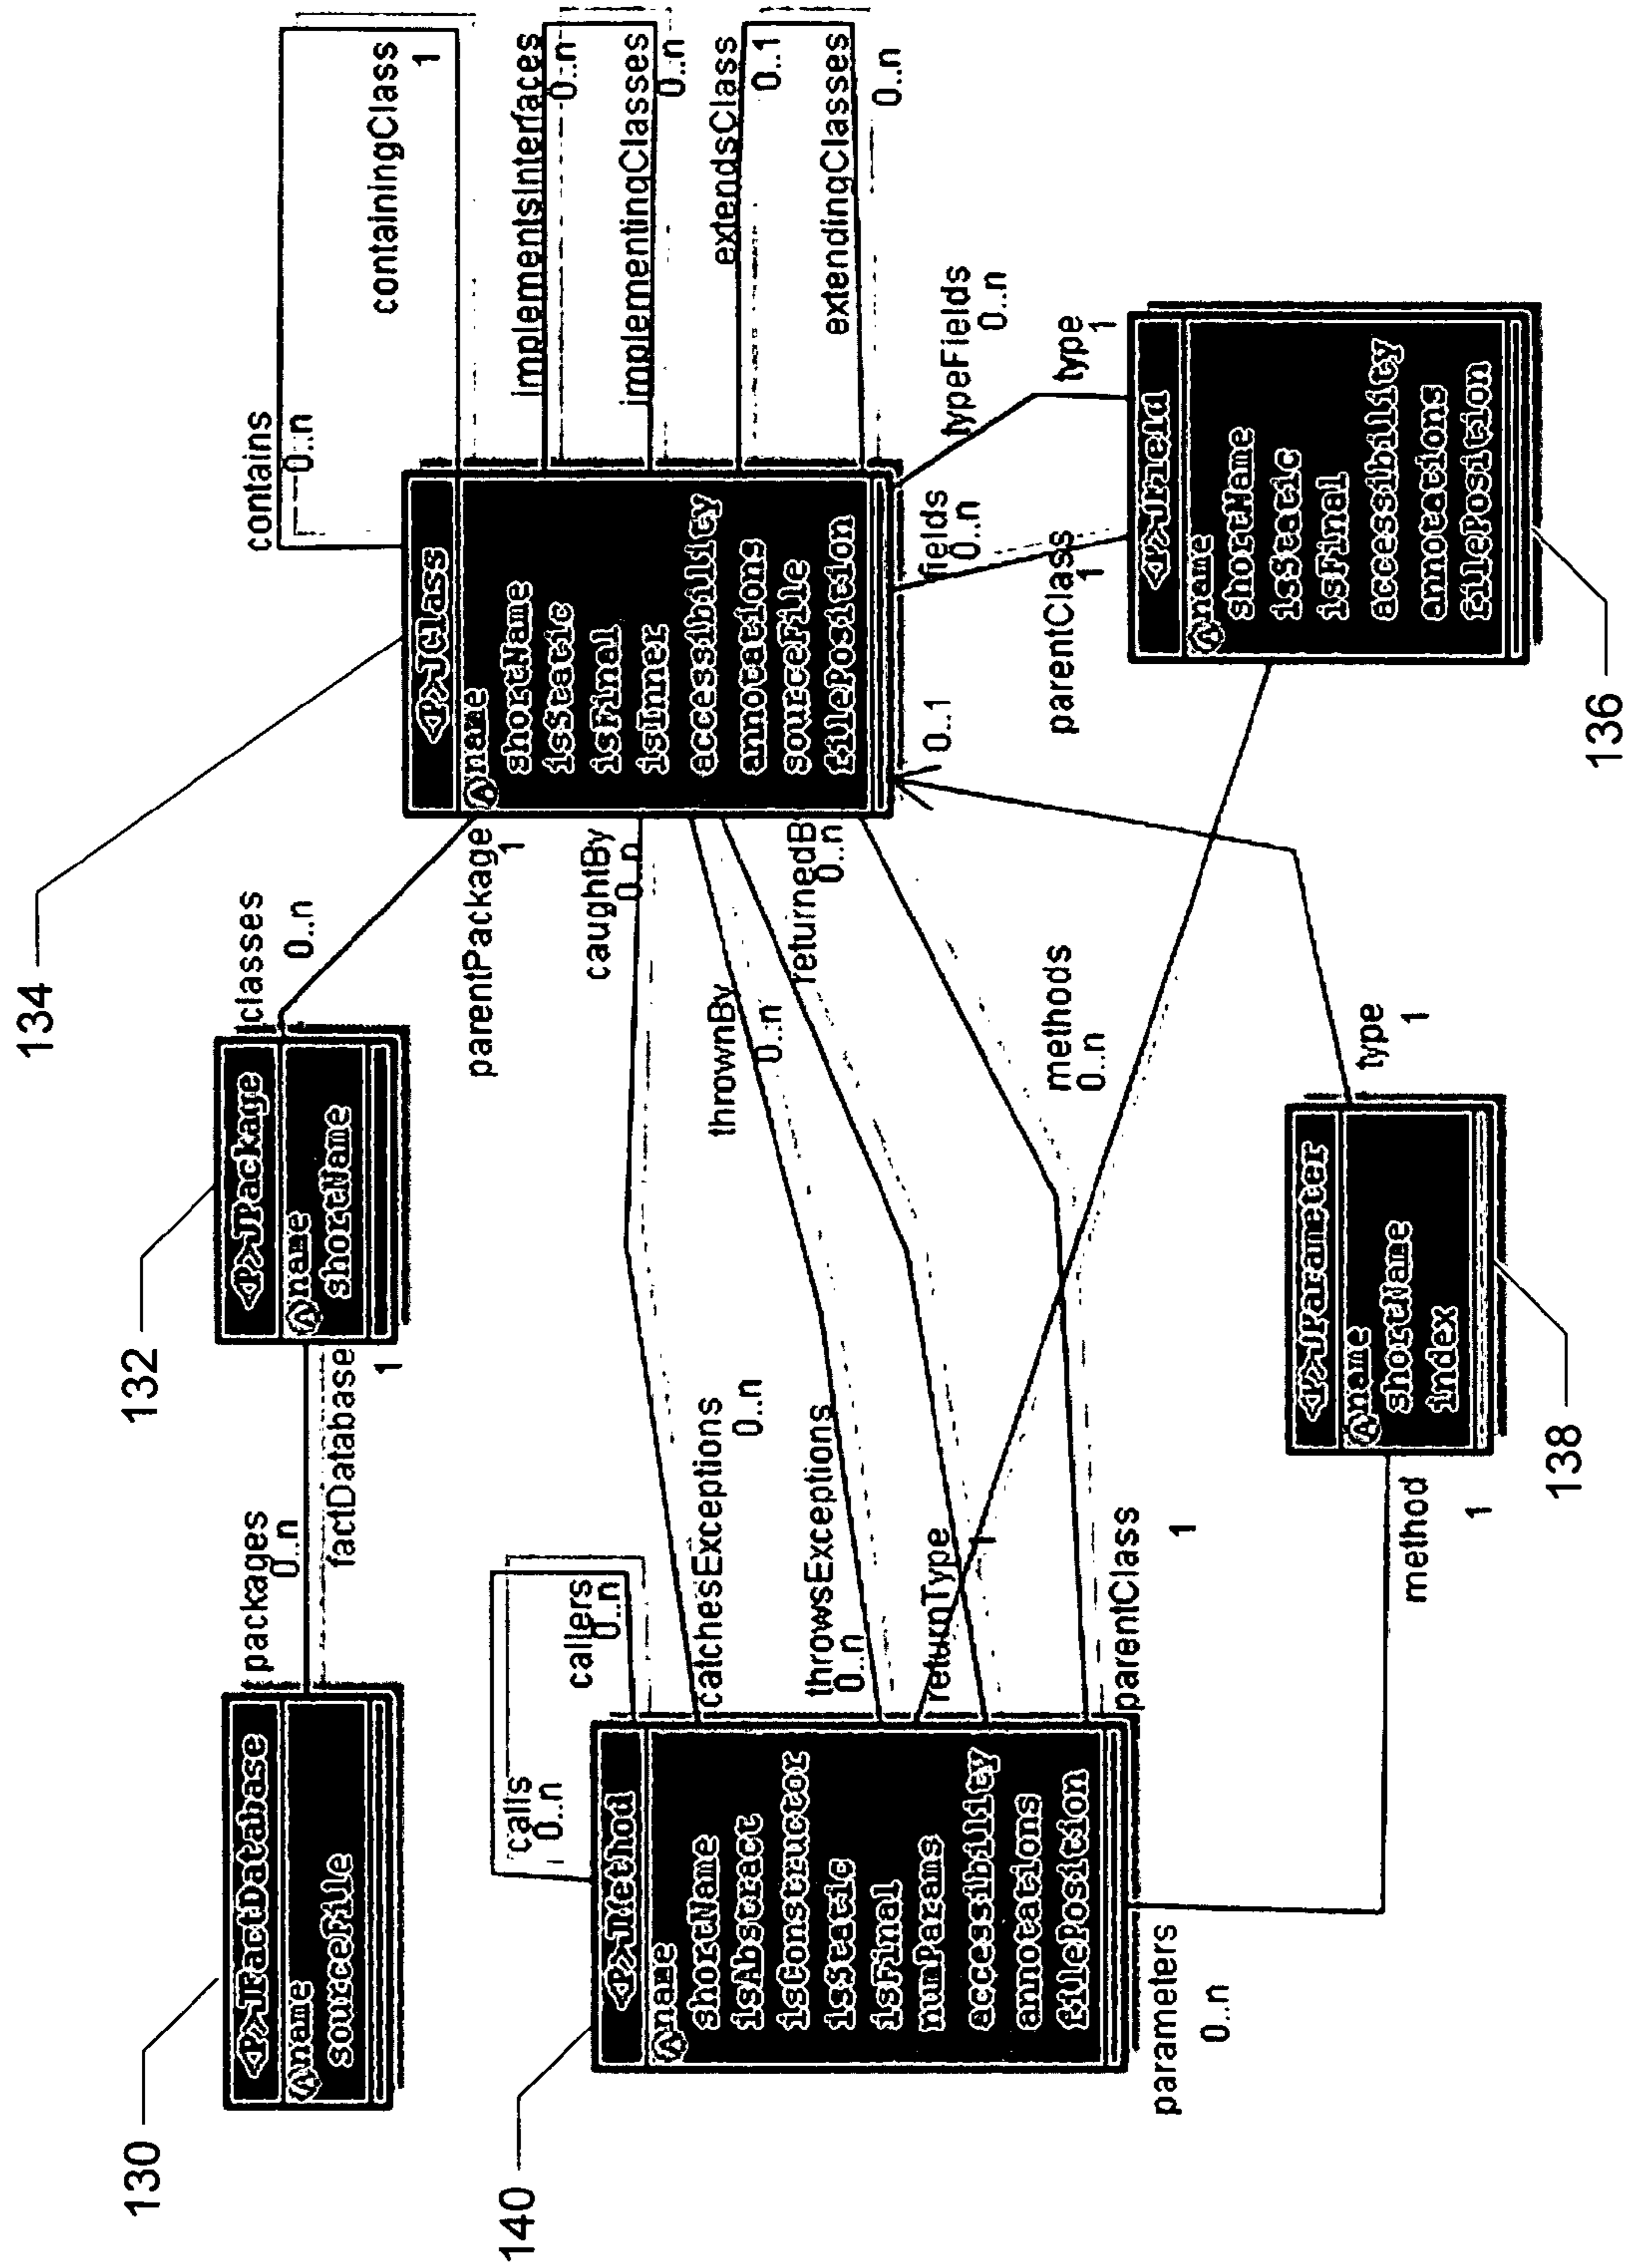 130
<P>JFactDatabase
name
sourceFile
packages
0..n
factDatabase
1
132
<P>JPackage
name
shortName
classes
0..n
134
parentPackage
1
<P>JClass
name
shortName
isStatic
isFinal
isInner
accessibility
annotations
sourceFile
filePosition
contains
0..n
containingClass
1
implementsInterfaces
0..n
implementingClasses
0..n
extendsClass
0..1
extendingClasses
0..n
caughtBy
0..n
thrownBy
0..n
returnedB
0..n
methods
0..n
0..1
fields
0..n
typeFields
0..n
parentClass
1
type
1
<P>JField
name
shortName
isStatic
isFinal
accessibility
annotations
filePosition
136
140
<P>JMethod
name
shortName
isAbstract
isConstructor
isStatic
isFinal
numParams
accessibility
annotations
filePosition
calls
0..n
callers
0..n
catchesExceptions
0..n
throwsExceptions
0..n
returnType
1
parentClass
1
parameters
0..n
method
1
<P>JParameter
name
shortName
index
type
1
138